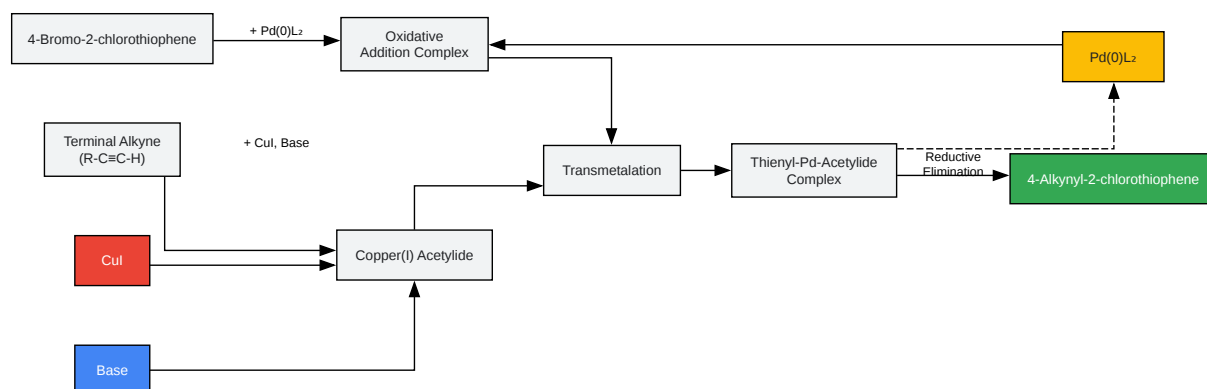 4-Bromo-2-chlorothiophene
+ Pd(0)L₂
Oxidative
Addition Complex
Pd(0)L₂
Terminal Alkyne
(R-C≡C-H)
+ CuI, Base
Transmetalation
Thienyl-Pd-Acetylide
Complex
Reductive
Elimination
4-Alkynyl-2-chlorothiophene
CuI
Copper(I) Acetylide
Base